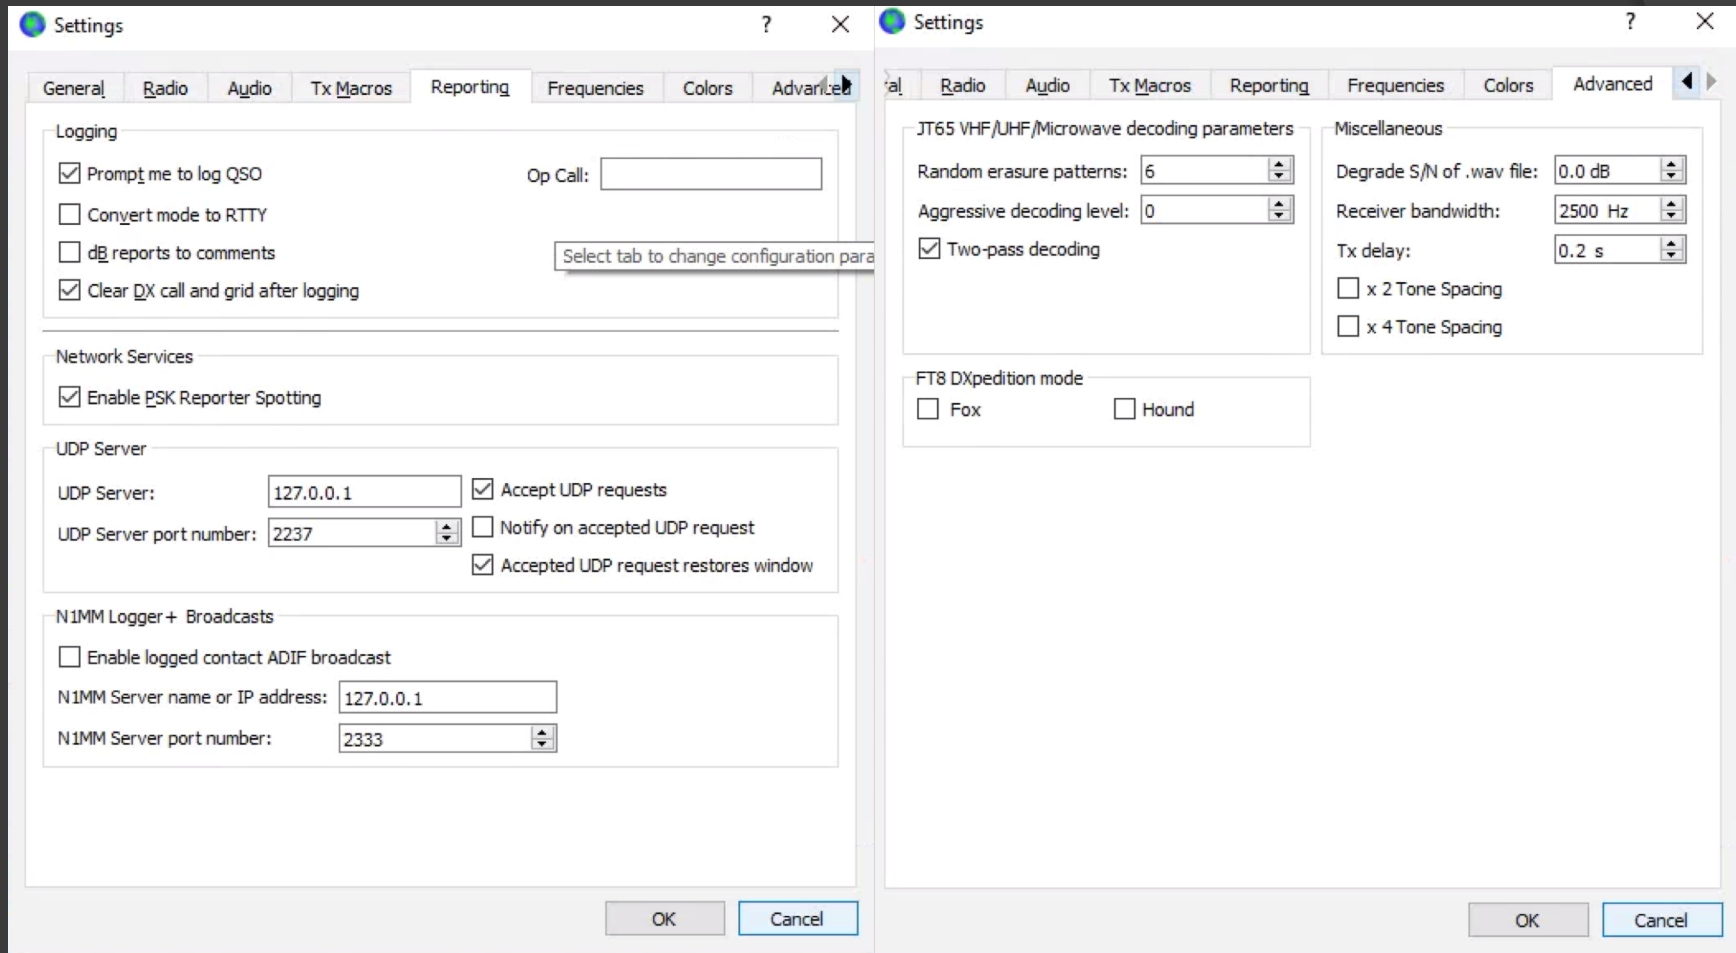 Settings
?
General Radio Audio Tx Macros Reporting Frequencies Colors
Logging
Prompt me to log QSO
Op Call:
Convert mode to RTTY
dB reports to comments
Select tab to change configuration para
Clear DX call and grid after logging
Network Services
Enable PSK Reporter Spotting
UDP Server
UDP Server: 127.0.0.1
Accept UDP requests
UDP Server port number: 2237
Notify on accepted UDP request
Accepted UDP request restores window
N1MM Logger+ Broadcasts
Enable logged contact ADIF broadcast
N1MM Server name or IP address: 127.0.0.1
N1MM Server port number: 2333
OK Cancel
Settings
?
al Radio Audio Tx Macros Reporting Frequencies Colors Advanced
JT65 VHF/UHF/Microwave decoding parameters
Random erasure patterns: 6
Aggressive decoding level: 0
Two-pass decoding
Miscellaneous
Degrade S/N of .wav file: 0.0 dB
Receiver bandwidth: 2500 Hz
Tx delay: 0.2 s
x 2 Tone Spacing
x 4 Tone Spacing
FT8 DXpedition mode
Fox Hound
OK Cancel